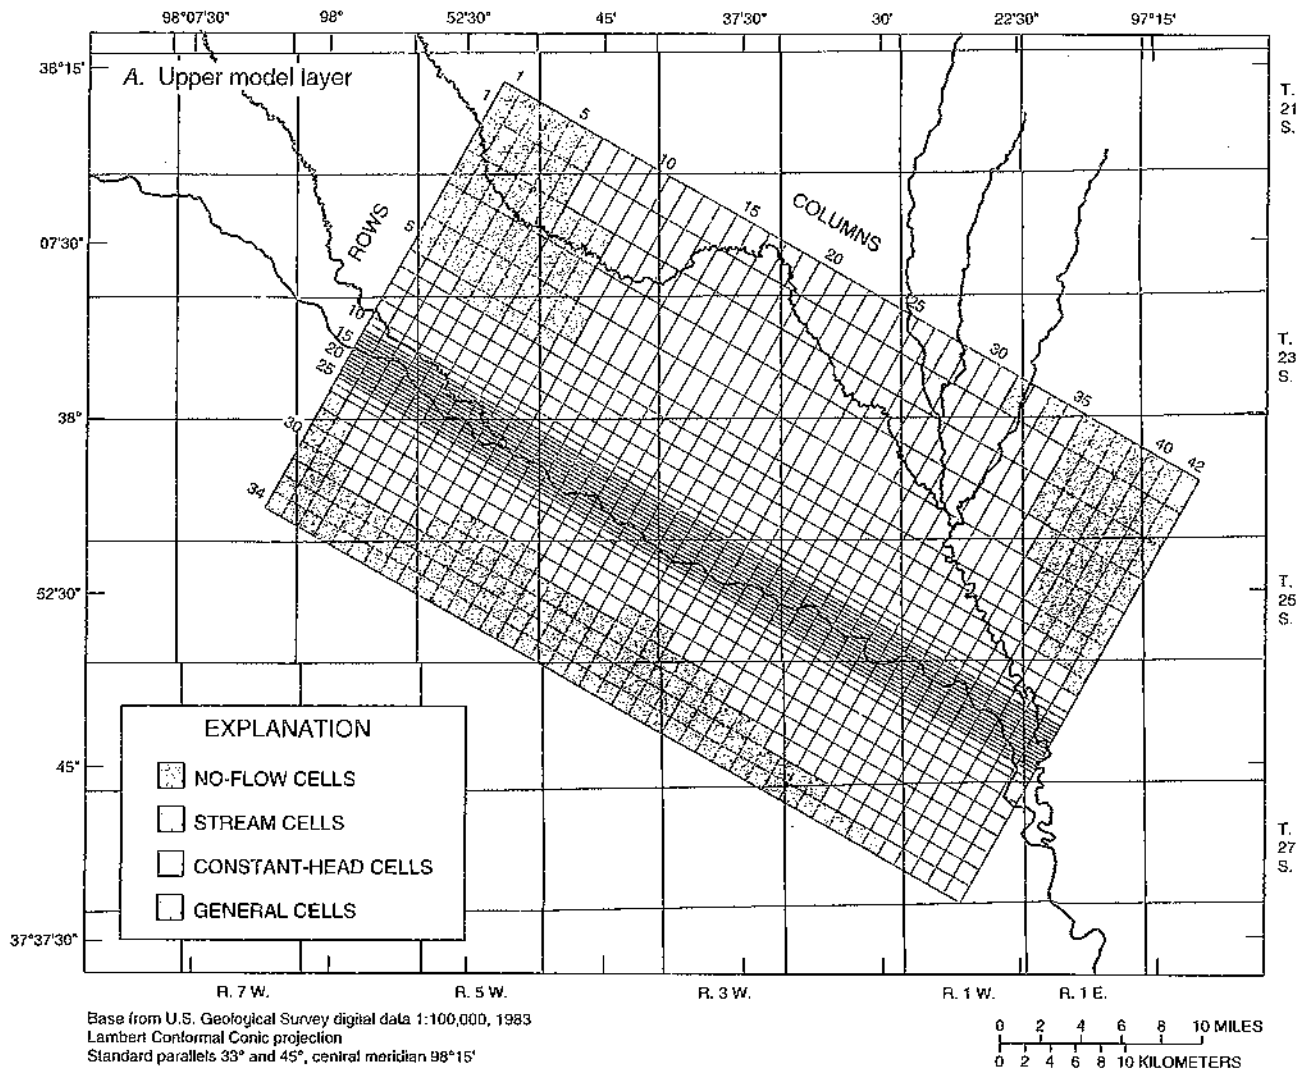 98°07'30" 98° 52'30" 45' 37'30" 30' 22'30" 97°15'
38°15'
A. Upper model layer
1
1
5
10
15
20
25
30
35
40
42
COLUMNS
ROWS
5
10
15
20
25
30
34
07'30"
38°
52'30"
45'
37°37'30"
T.
21
S.
T.
23
S.
T.
25
S.
T.
27
S.
EXPLANATION
NO-FLOW CELLS
STREAM CELLS
CONSTANT-HEAD CELLS
GENERAL CELLS
R. 7 W. R. 5 W. R. 3 W. R. 1 W. R. 1 E.
Base from U.S. Geological Survey digital data 1:100,000, 1983
Lambert Conformal Conic projection
Standard parallels 33° and 45°, central meridian 98°15'
0 2 4 6 8 10 MILES
0 2 4 6 8 10 KILOMETERS